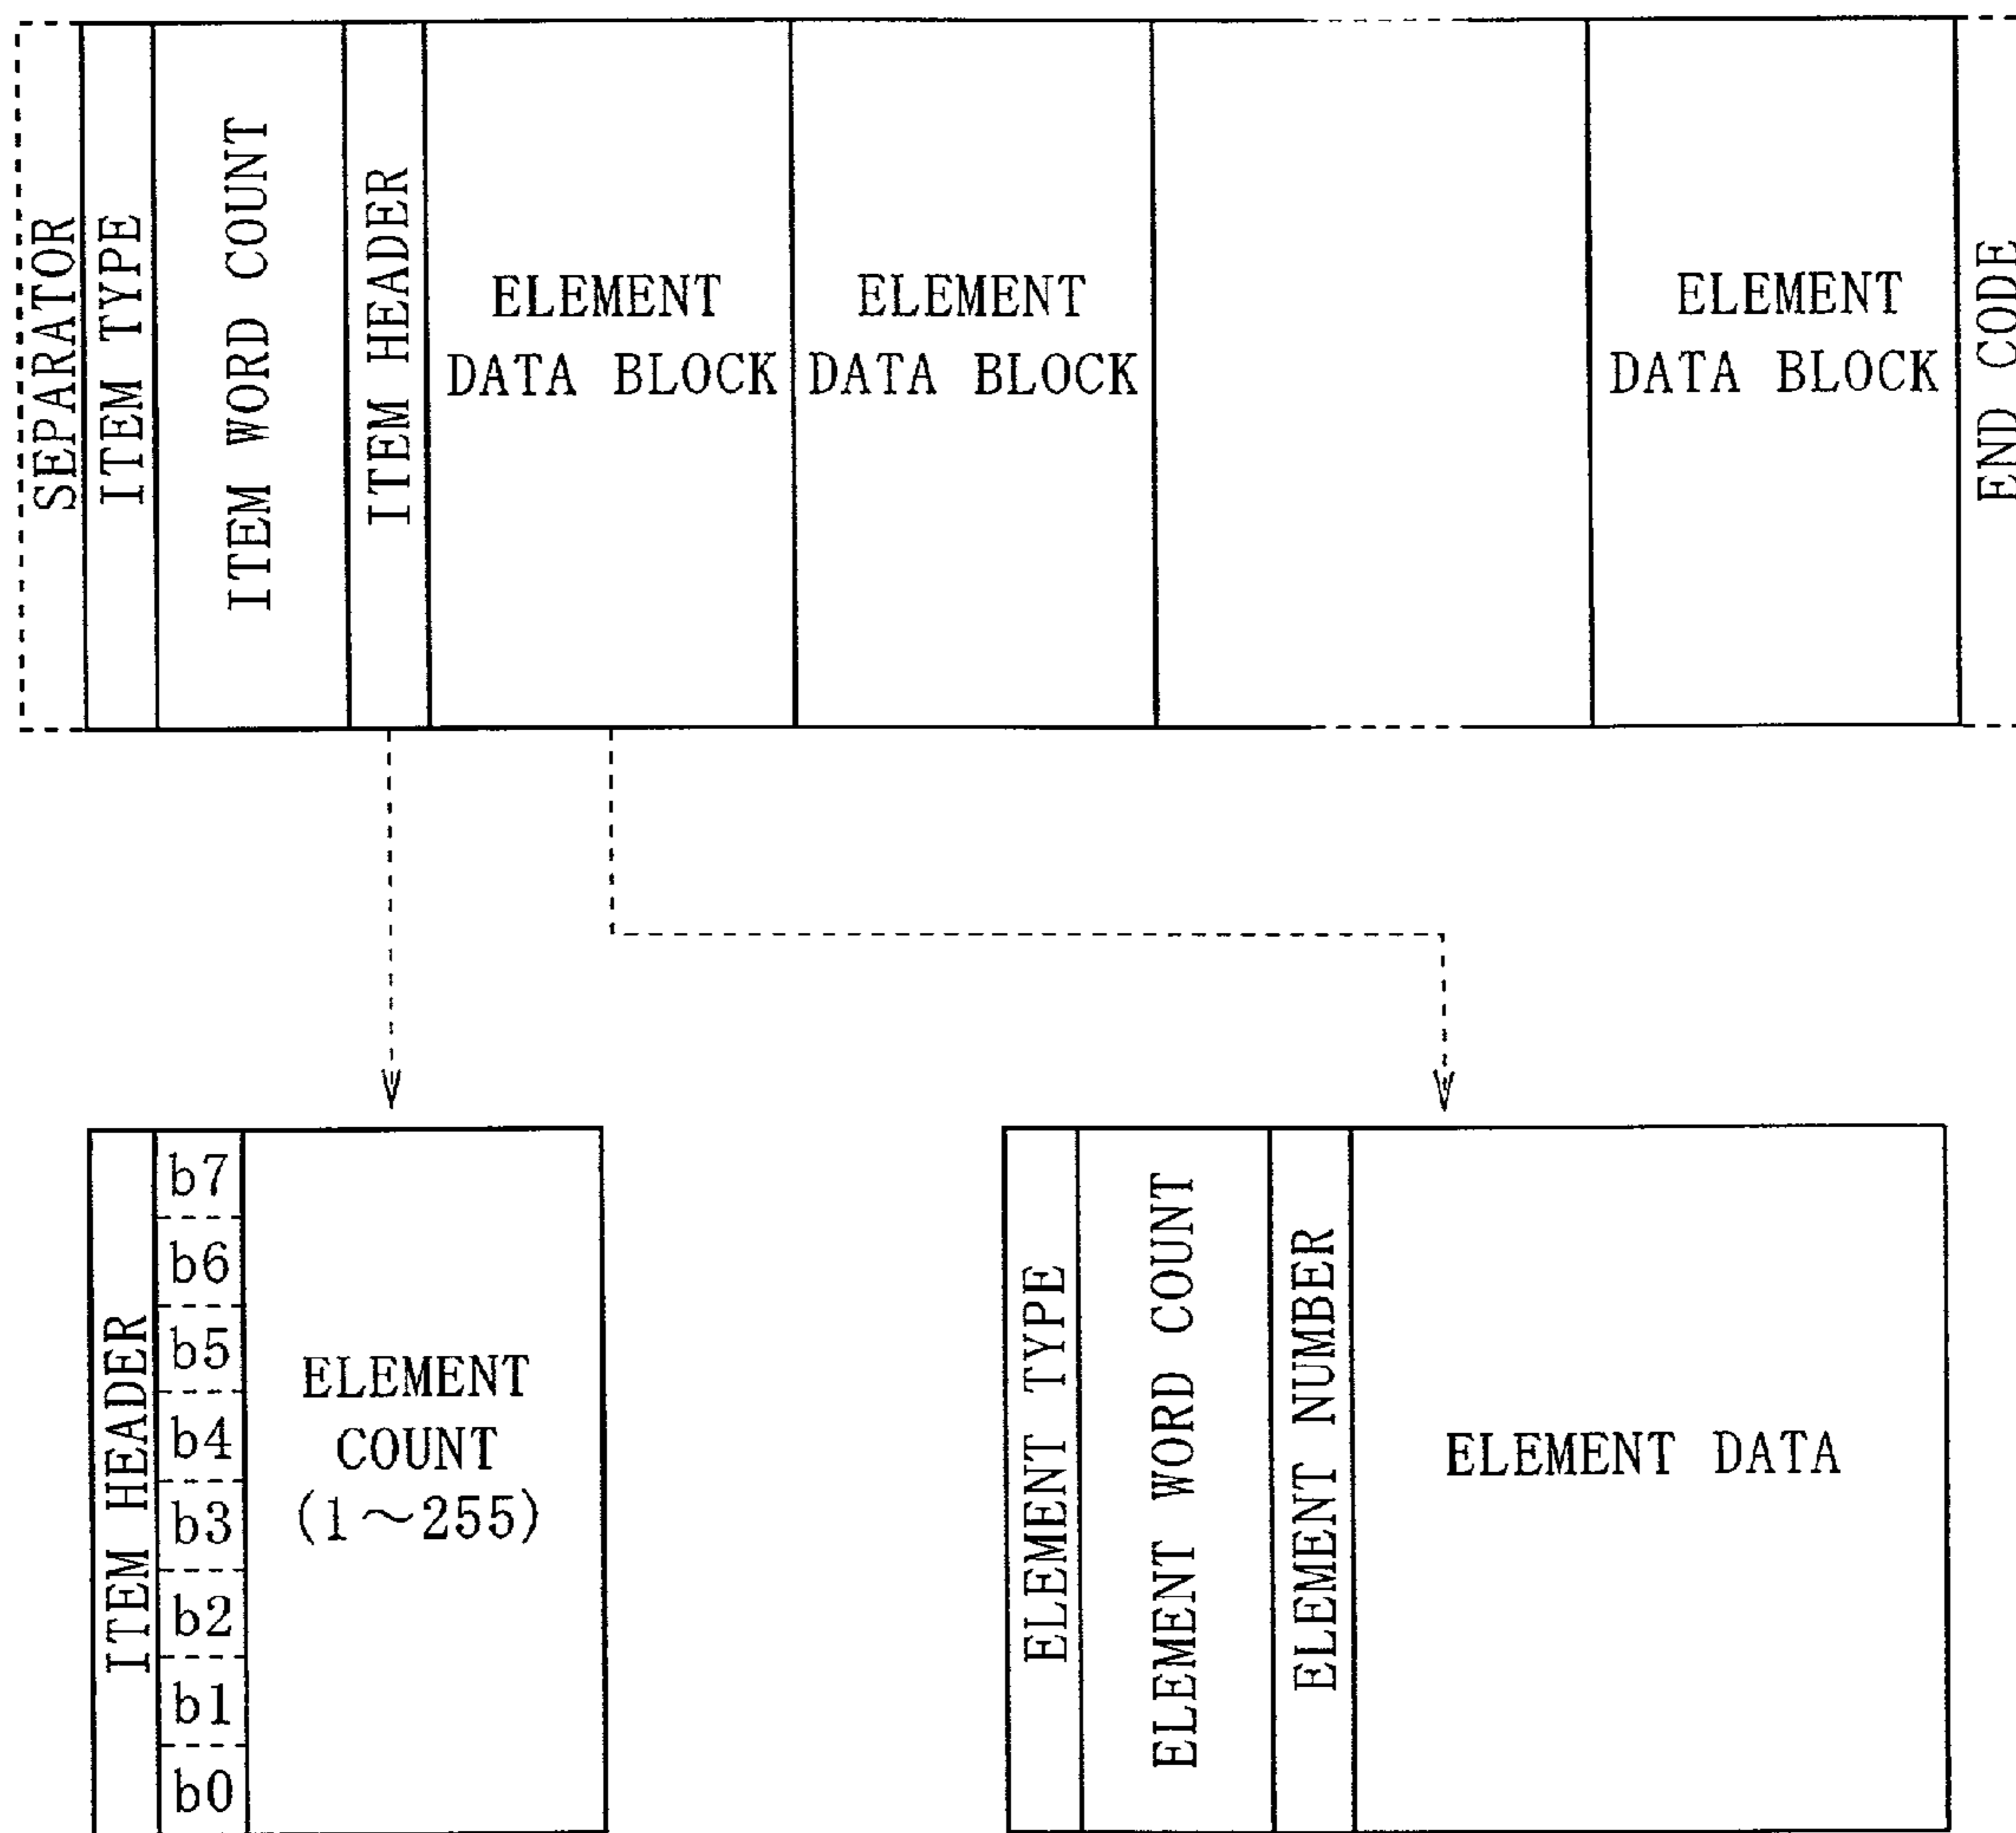 SEPARATOR
ITEM TYPE
ITEM WORD COUNT
ITEM HEADER
ELEMENT
DATA BLOCK
ELEMENT
DATA BLOCK
ELEMENT
DATA BLOCK
END CODE
ITEM HEADER
b7
b6
b5
b4
b3
b2
b1
b0
ELEMENT
COUNT
(1～255)
ELEMENT TYPE
ELEMENT WORD COUNT
ELEMENT NUMBER
ELEMENT DATA